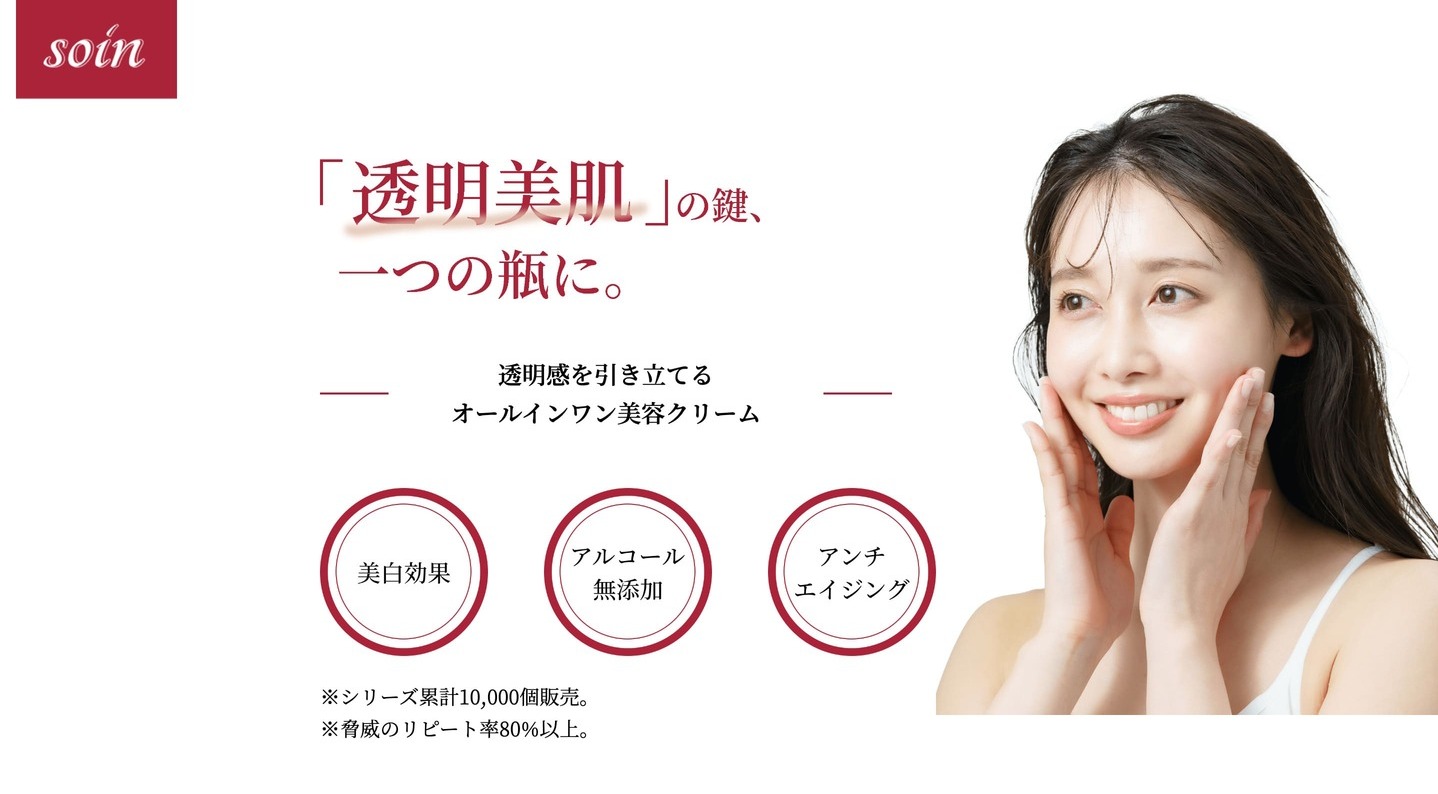 soin
「透明美肌」の鍵、
一つの瓶に。
透明感を引き立てる
オールインワン美容クリーム
美白効果
アルコール
無添加
アンチ
エイジング
※シリーズ累計10,000個販売。
※脅威のリピート率80%以上。